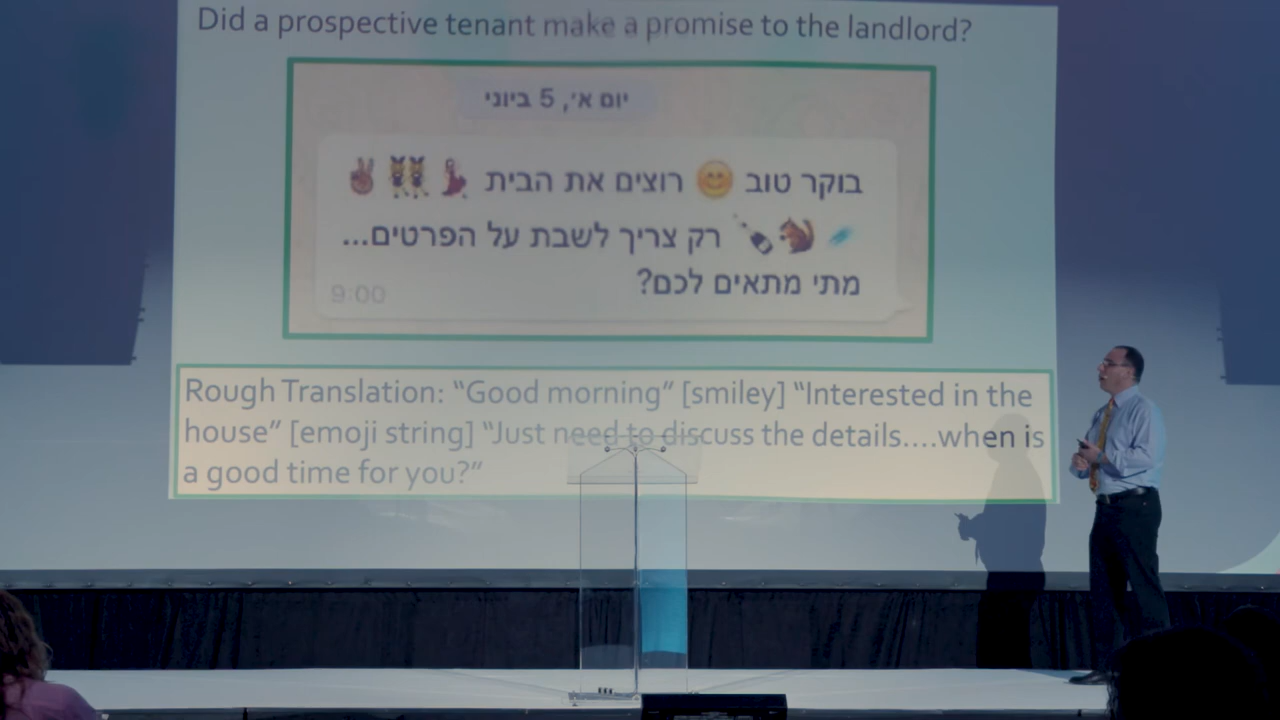 Did a prospective tenant make a promise to the landlord?
יום א׳, 5 ביוני
בוקר טוב 😊 רוצים את הבית 💃👯✌️
☄️🐿️🍾 רק צריך לשבת על הפרטים...
מתי מתאים לכם?
9:00
Rough Translation: “Good morning” [smiley] “Interested in the
house” [emoji string] “Just need to discuss the details....when is
a good time for you?”